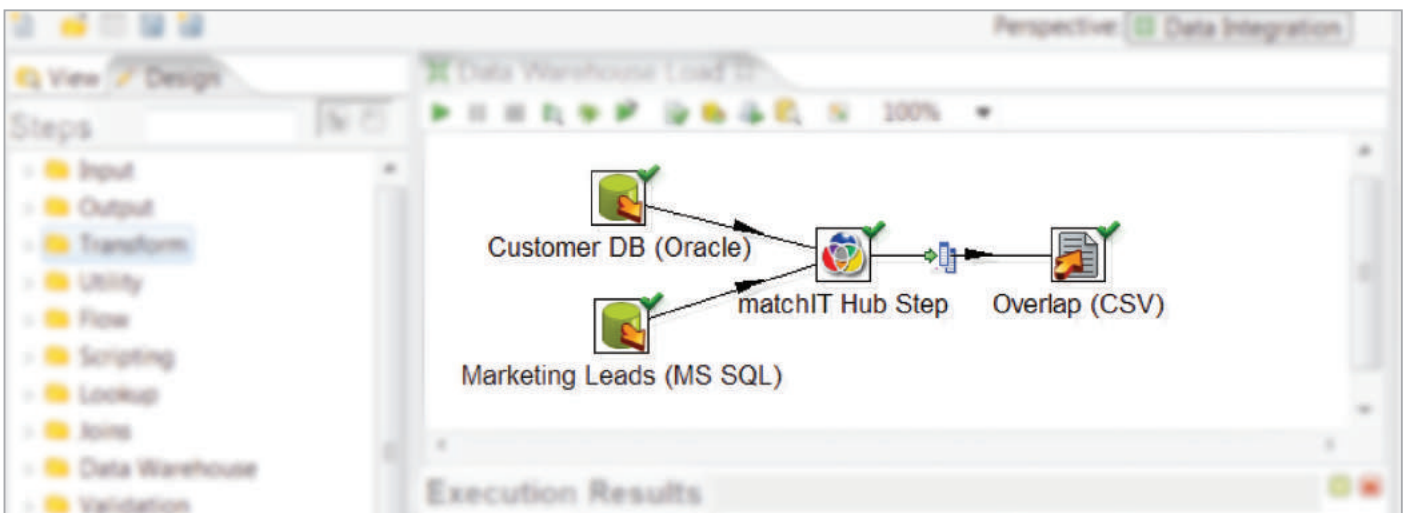 Perspective: Data Integration
View Design
Data Warehouse Load
Steps
100%
Input
Output
Transform
Utility
Flow
Scripting
Lookup
Joins
Data Warehouse
Validation
Customer DB (Oracle)
matchIT Hub Step
Overlap (CSV)
Marketing Leads (MS SQL)
Execution Results